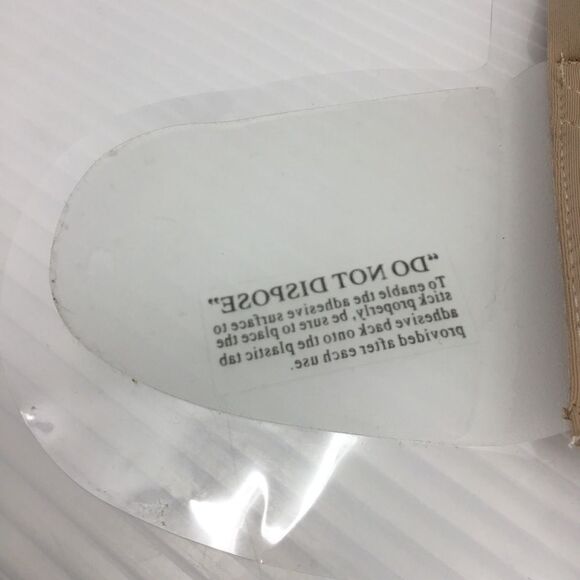 “DO NOT DISPOSE”
To enable the adhesive surface to
stick properly, be sure to place the
adhesive back onto the plastic tab
provided after each use.